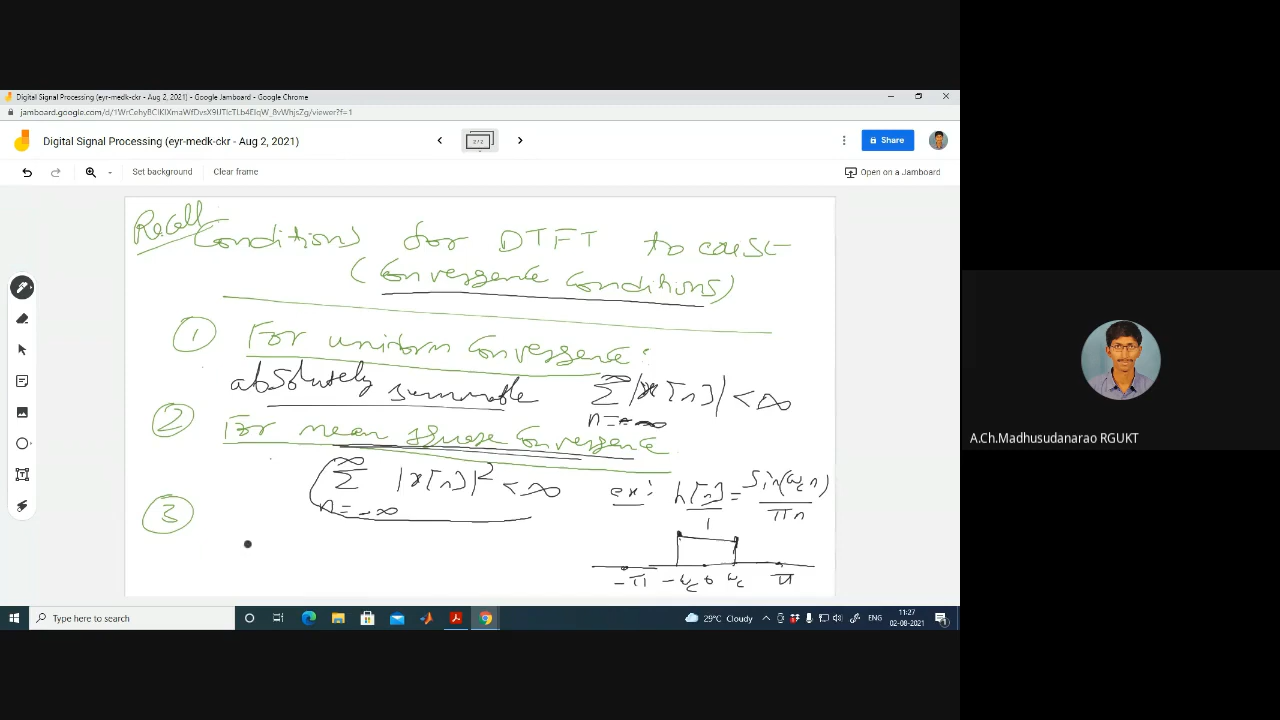 Digital Signal Processing (eyr-medk-ckr - Aug 2, 2021) - Google Jamboard - Google Chrome
Digital Signal Processing (eyr-medk-ckr - Aug 2, 2021)
2/2
Share
Set background
Clear frame
Open on a Jamboard
Recall
Conditions for DTFT to exist
(Convergence Conditions)
① For uniform Convergence:
absolutely summable ∑ n=-∞ ∞ |x[n]| < ∞
② For mean square Convergence
∑ n=-∞ ∞ |x[n]|² < ∞ ex: h[n] = Sin(ωc n) / πn
③
1
-π -ωc 0 ωc π
A.Ch.Madhusudanarao RGUKT
Type here to search
29°C Cloudy
ENG
11:27
02-08-2021